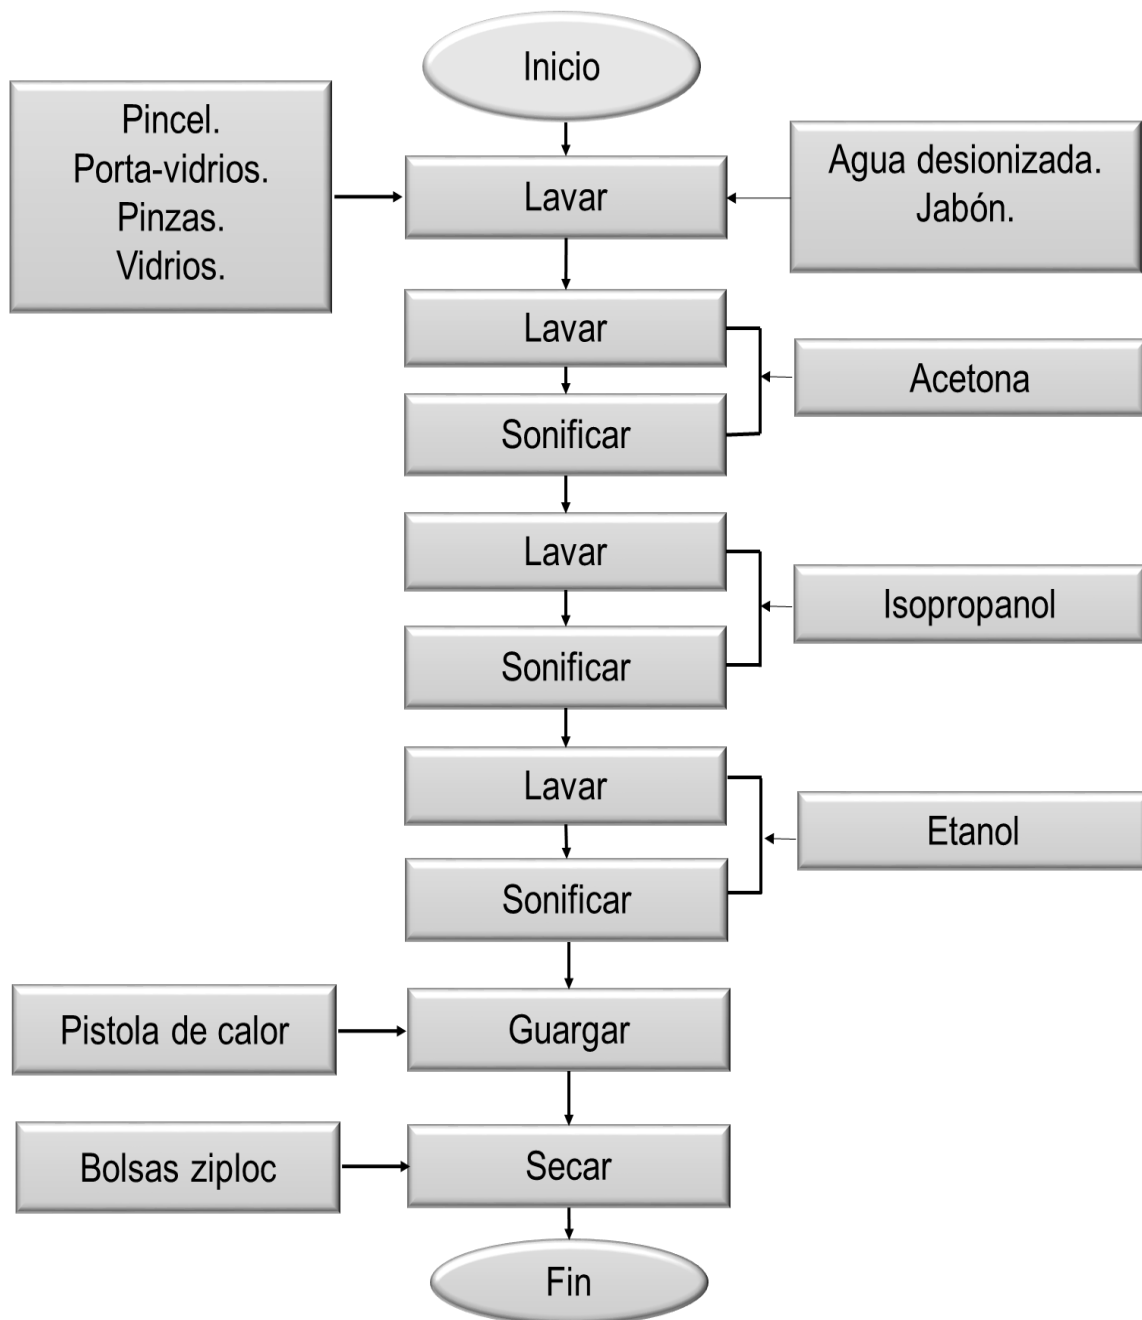 Inicio
Pincel.
Porta-vidrios.
Pinzas.
Vidrios.
Lavar
Agua desionizada.
Jabón.
Lavar
Acetona
Sonificar
Lavar
Isopropanol
Sonificar
Lavar
Etanol
Sonificar
Pistola de calor
Guargar
Bolsas ziploc
Secar
Fin